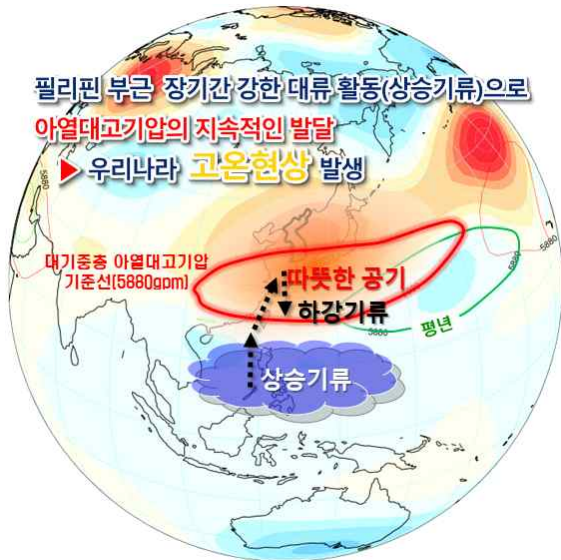 필리핀 부근 장기간 강한 대류 활동(상승기류)으로
아열대고기압의 지속적인 발달
▶ 우리나라 고온현상 발생
5880
5880
5880
대기중층 아열대고기압
기준선(5880gpm)
따뜻한 공기
하강기류
5880
평년
상승기류